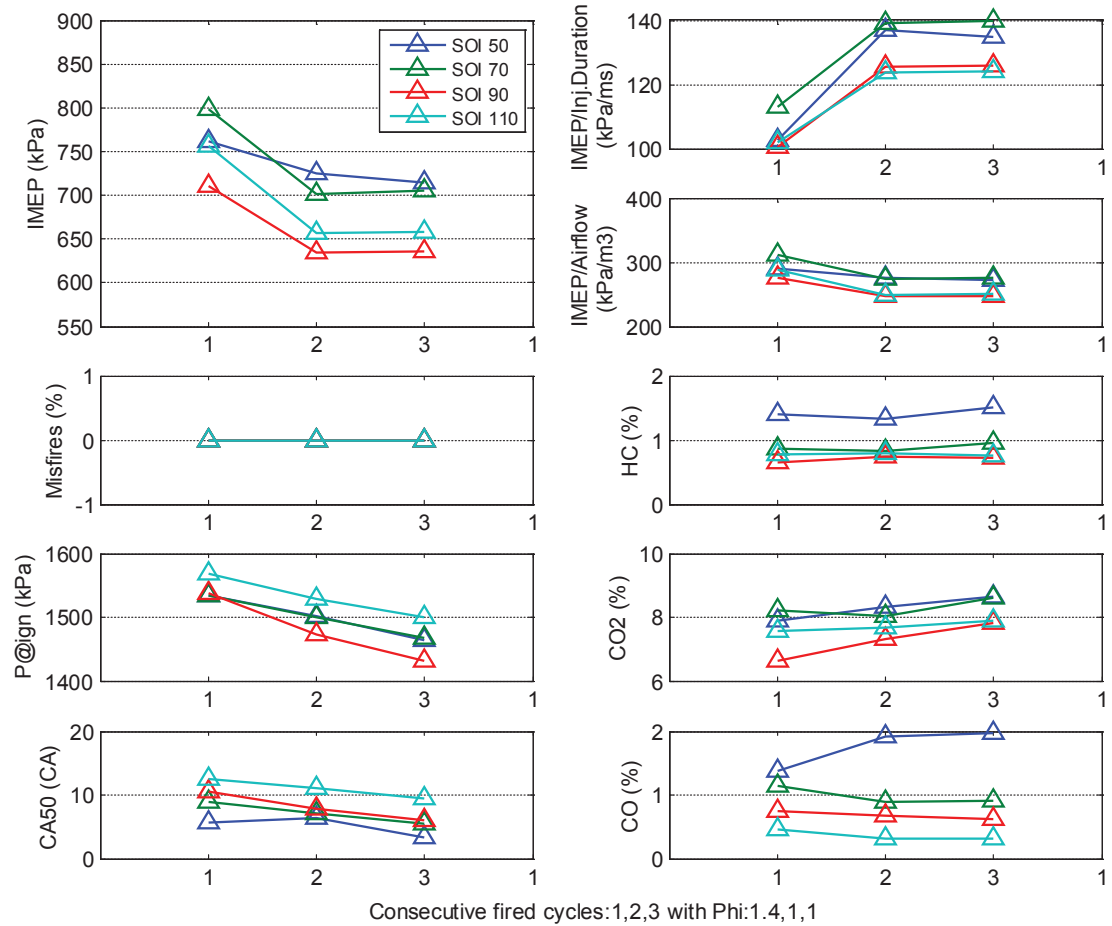 900
850
800
750
700
650
600
550
IMEP (kPa)
SOI 50
SOI 70
SOI 90
SOI 110
1 2 3 1
140
120
100
IMEP/Inj.Duration
(kPa/ms)
1 2 3 1
400
300
200
IMEP/Airflow
(kPa/m3)
1 2 3 1
1
0
-1
Misfires (%)
1 2 3 1
2
1
0
HC (%)
1 2 3 1
1600
1500
1400
P@ign (kPa)
1 2 3 1
10
8
6
CO2 (%)
1 2 3 1
20
10
0
CA50 (CA)
1 2 3 1
2
1
0
CO (%)
1 2 3 1
Consecutive fired cycles:1,2,3 with Phi:1.4,1,1